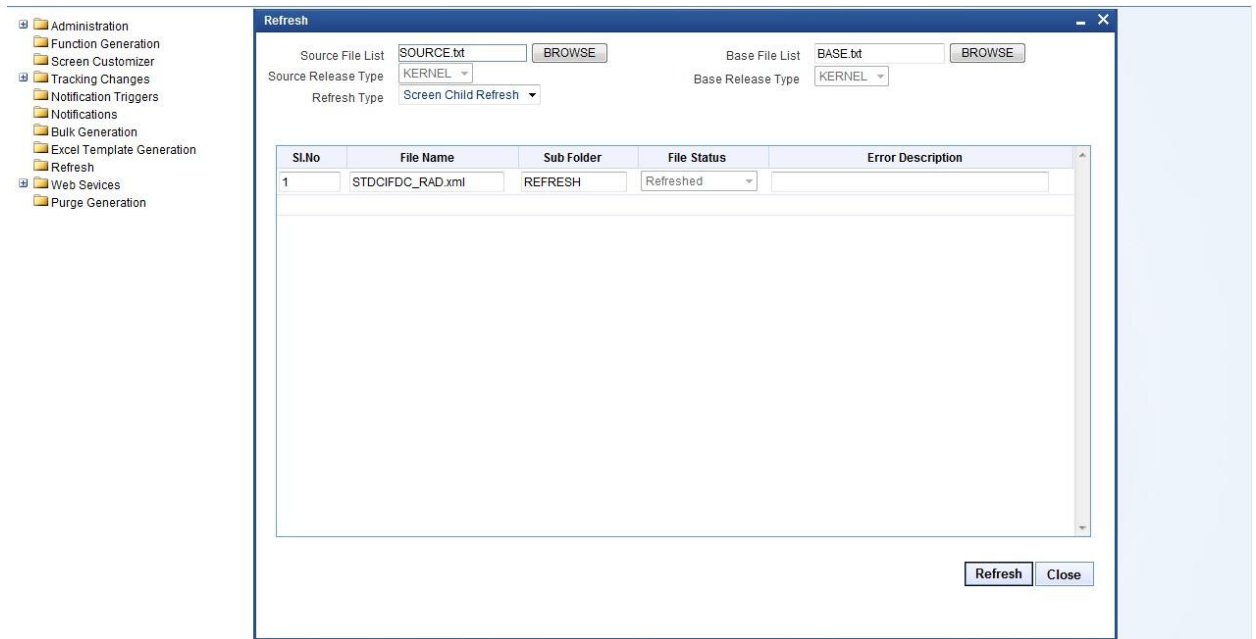 Administration
Function Generation
Screen Customizer
Tracking Changes
Notification Triggers
Notifications
Bulk Generation
Excel Template Generation
Refresh
Web Sevices
Purge Generation
Refresh
Source File List SOURCE.txt BROWSE Base File List BASE.txt BROWSE
Source Release Type KERNEL Base Release Type KERNEL
Refresh Type Screen Child Refresh
Sl.No File Name Sub Folder File Status Error Description
1 STDCIFDC_RAD.xml REFRESH Refreshed
Refresh Close